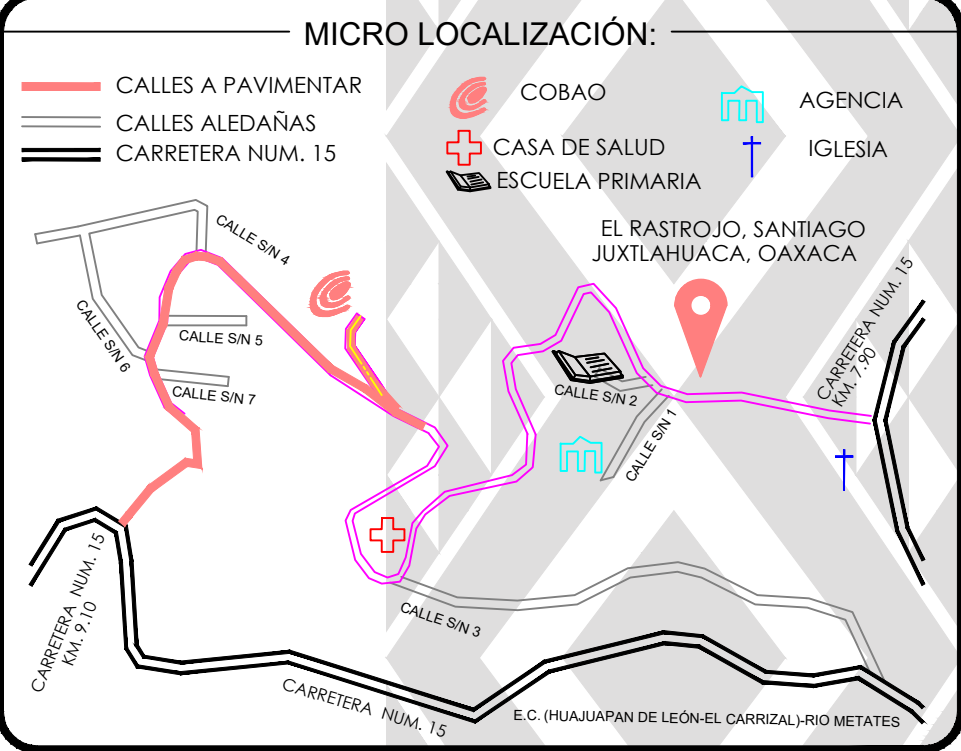 MICRO LOCALIZACIÓN:
CALLES A PAVIMENTAR
CALLES ALEDAÑAS
CARRETERA NUM. 15
COBAO
CASA DE SALUD
ESCUELA PRIMARIA
AGENCIA
IGLESIA
EL RASTROJO, SANTIAGO
JUXTLAHUACA, OAXACA
CALLE S/N 4
CALLE S/N 5
CALLE S/N 6
CALLE S/N 7
CALLE S/N 2
CALLE S/N 1
CARRETERA NUM. 15
KM. 7.90
CARRETERA NUM. 15
KM. 9.10
CALLE S/N 3
CARRETERA NUM. 15
E.C. (HUAJUAPAN DE LEÓN-EL CARRIZAL)-RIO METATES